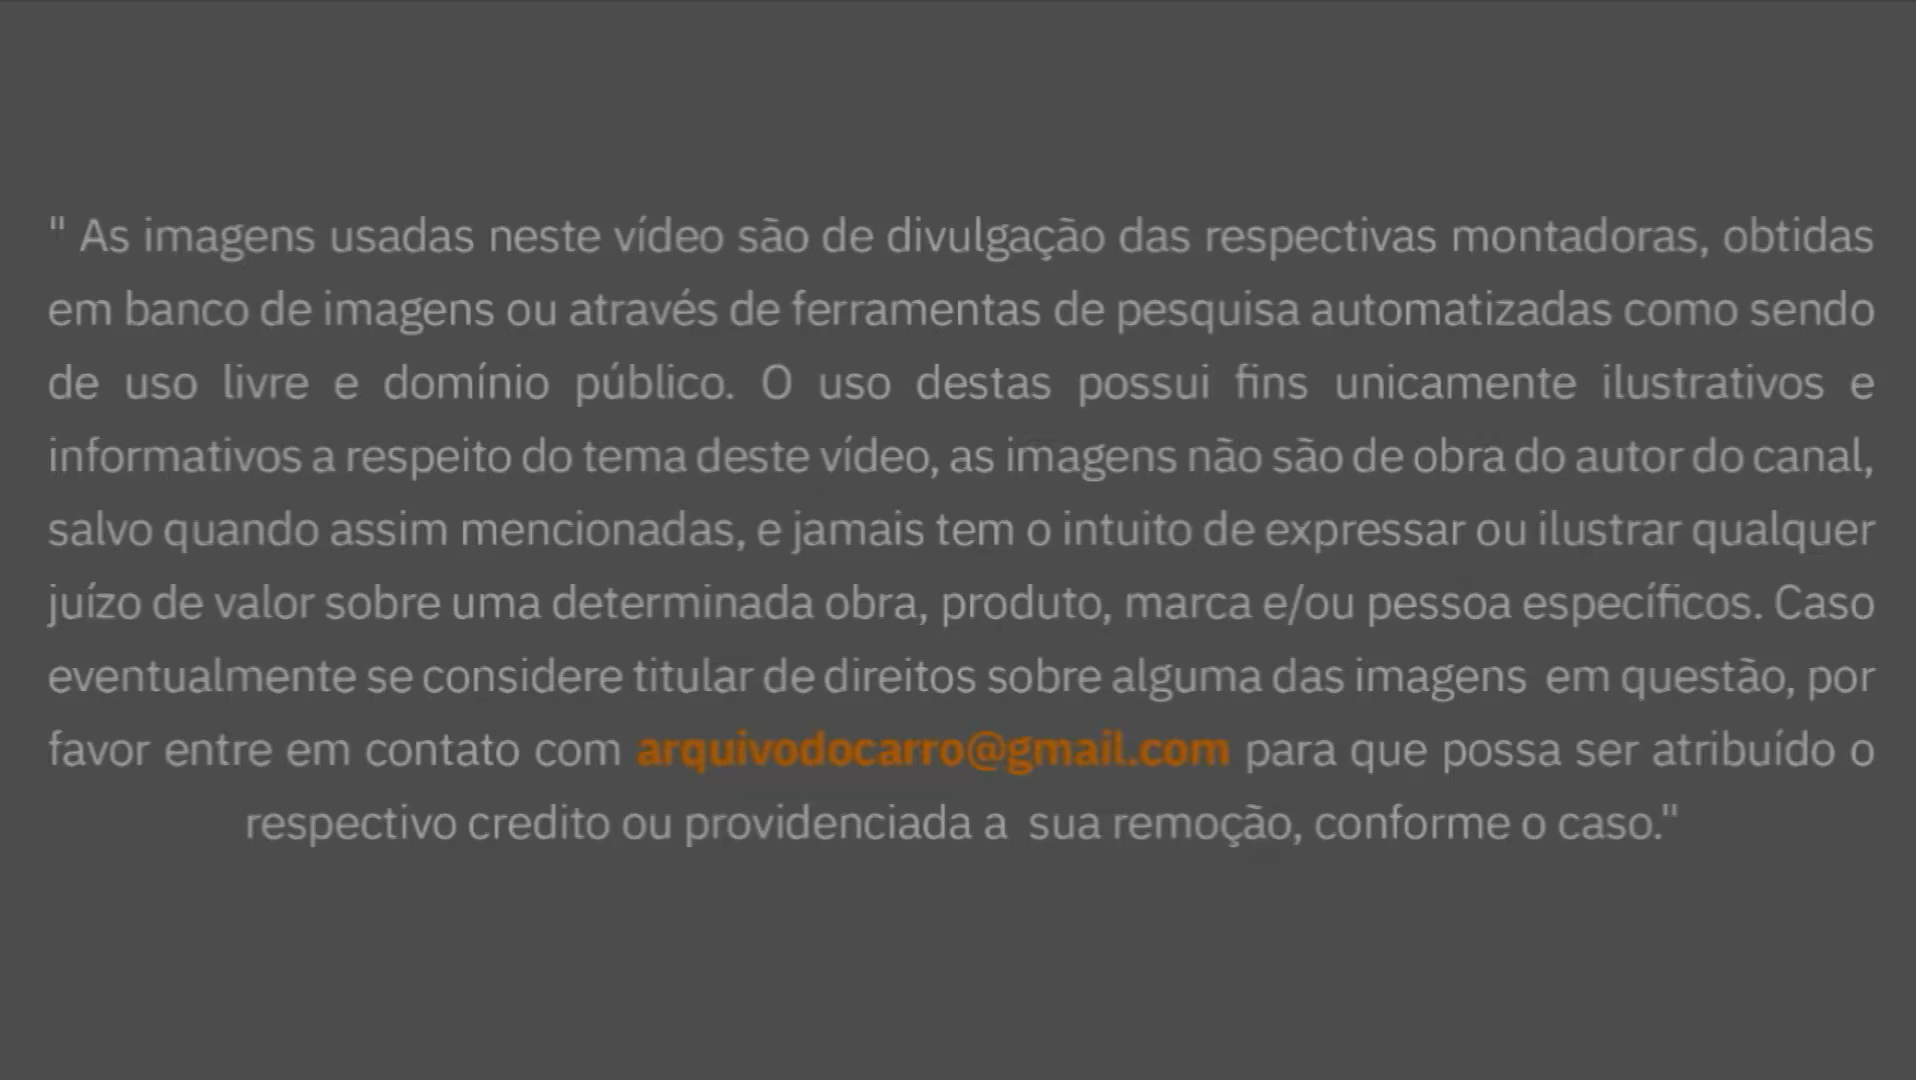 " As imagens usadas neste vídeo são de divulgação das respectivas montadoras, obtidas
em banco de imagens ou através de ferramentas de pesquisa automatizadas como sendo
de uso livre e domínio público. O uso destas possui fins unicamente ilustrativos e
informativos a respeito do tema deste vídeo, as imagens não são de obra do autor do canal,
salvo quando assim mencionadas, e jamais tem o intuito de expressar ou ilustrar qualquer
juízo de valor sobre uma determinada obra, produto, marca e/ou pessoa específicos. Caso
eventualmente se considere titular de direitos sobre alguma das imagens em questão, por
favor entre em contato com arquivodocarro@gmail.com para que possa ser atribuído o
respectivo credito ou providenciada a sua remoção, conforme o caso."